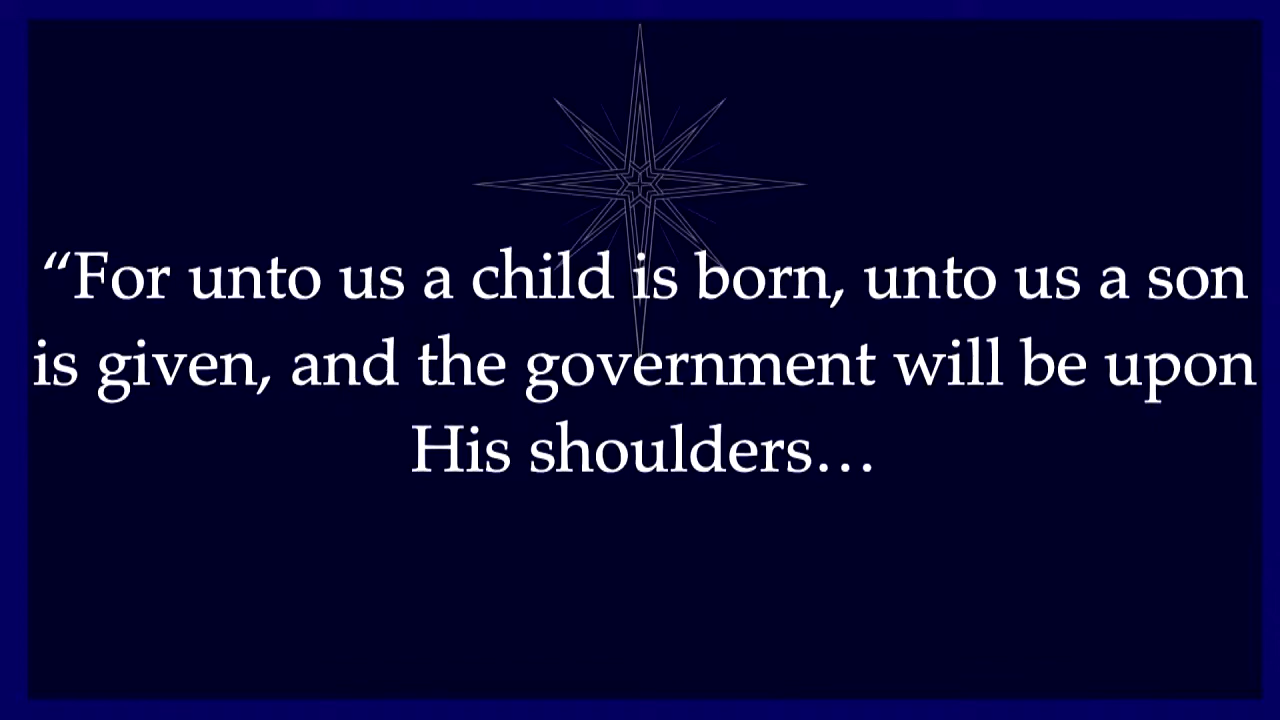 “For unto us a child is born, unto us a son
is given, and the government will be upon
His shoulders…